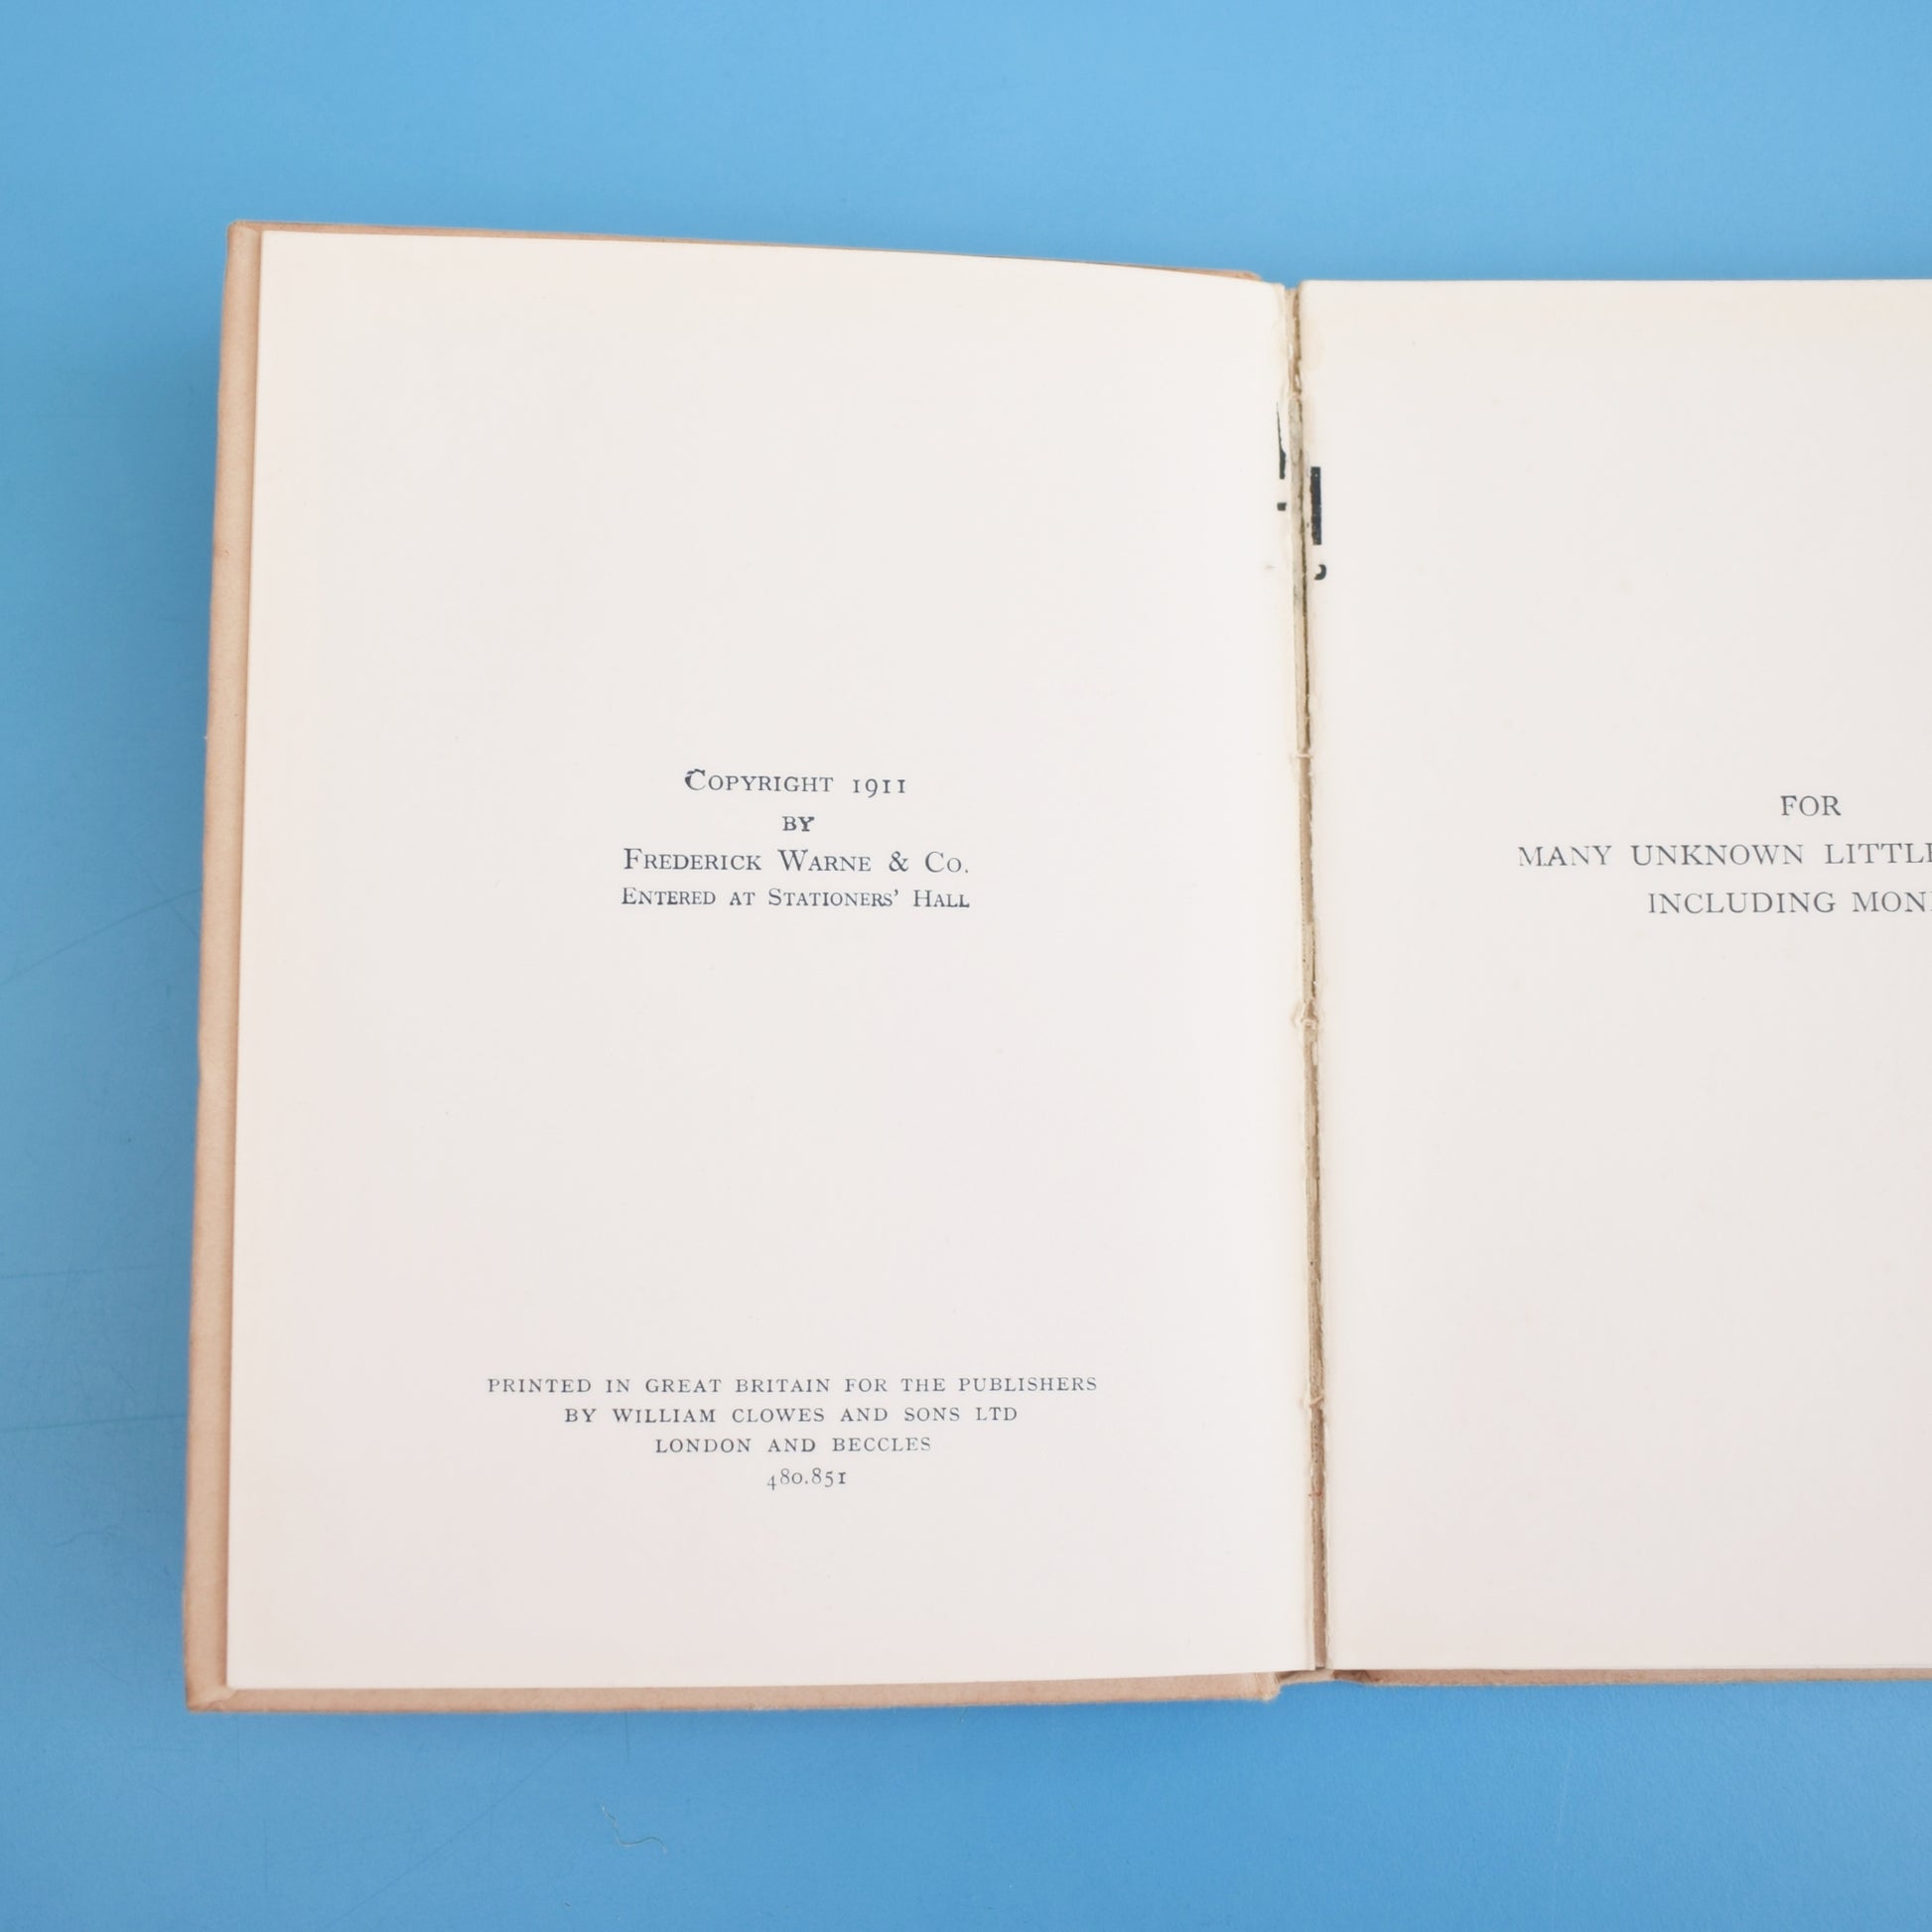 Copyright 1911
BY
Frederick Warne & Co.
Entered at Stationers' Hall
PRINTED IN GREAT BRITAIN FOR THE PUBLISHERS
BY WILLIAM CLOWES AND SONS LTD
LONDON AND BECCLES
480.851
FOR
MANY UNKNOWN LITTLE
INCLUDING